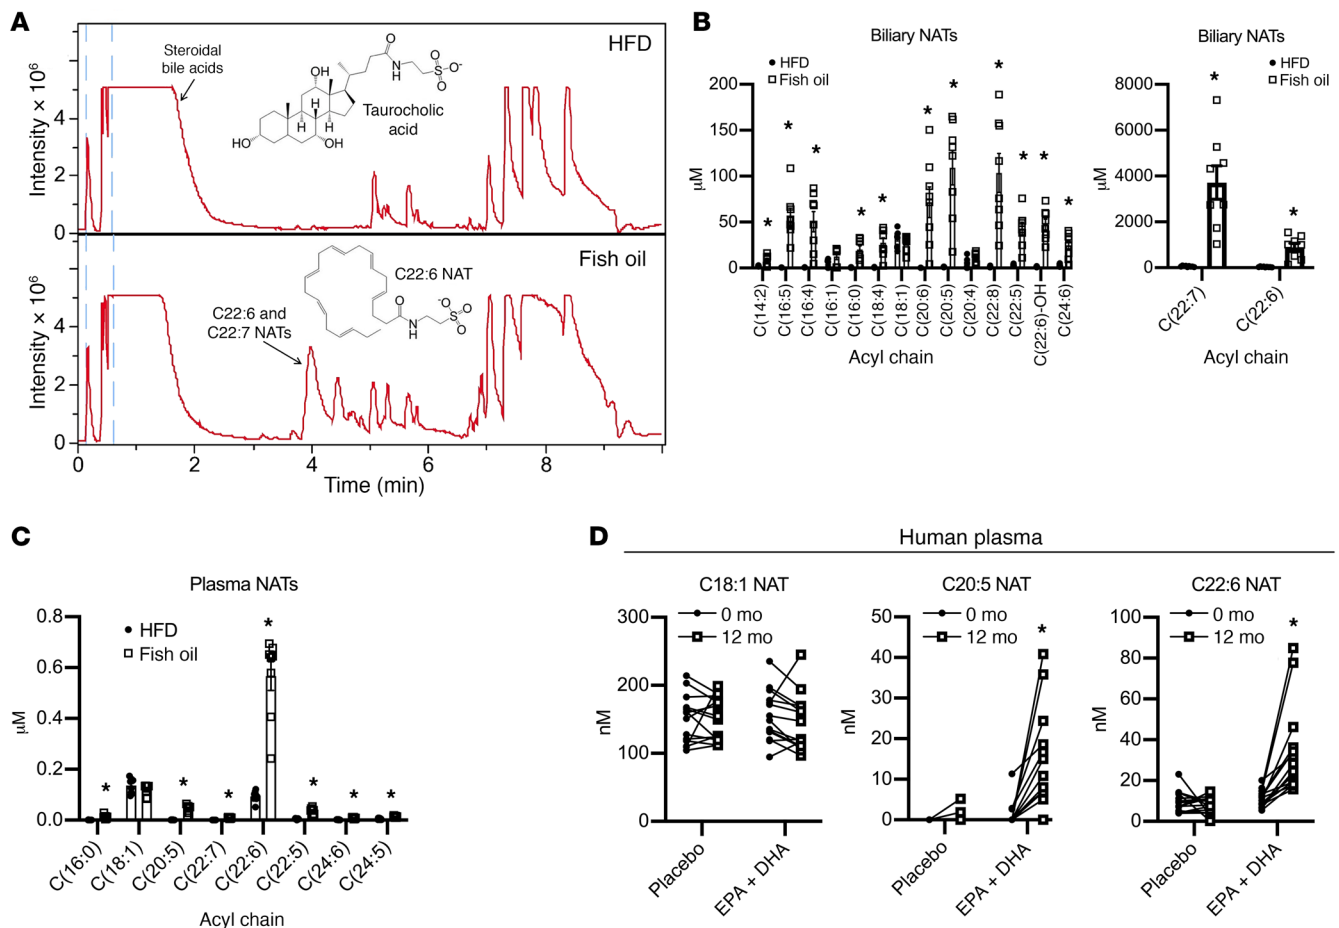 A
HFD
Steroidal
bile acids
Taurocholic
acid
OH
HO
OH
H
H
H
O
N
H
O
S
O
O-
Intensity × 10⁶
4
2
0
Fish oil
C22:6 NAT
C22:6 and
C22:7 NATs
O
N
H
-O
O
S
O
Intensity × 10⁶
4
2
0
0 2 4 6 8
Time (min)
B
Biliary NATs
HFD
Fish oil
μM
200
150
100
50
0
* * * * * * * * * * *
C(14:2)
C(16:5)
C(16:4)
C(16:1)
C(16:0)
C(18:4)
C(18:1)
C(20:6)
C(20:5)
C(20:4)
C(22:8)
C(22:5)
C(22:6)-OH
C(24:6)
Acyl chain
Biliary NATs
HFD
Fish oil
μM
8000
6000
4000
2000
0
* *
C(22:7)
C(22:6)
Acyl chain
C
Plasma NATs
HFD
Fish oil
μM
0.8
0.6
0.4
0.2
0.0
* * * * * * *
C(16:0)
C(18:1)
C(20:5)
C(22:7)
C(22:6)
C(22:5)
C(24:6)
C(24:5)
Acyl chain
D
Human plasma
C18:1 NAT
0 mo
12 mo
nM
300
200
100
0
Placebo
EPA + DHA
C20:5 NAT
0 mo
12 mo
nM
50
40
30
20
10
0
*
Placebo
EPA + DHA
C22:6 NAT
0 mo
12 mo
nM
100
80
60
40
20
0
*
Placebo
EPA + DHA